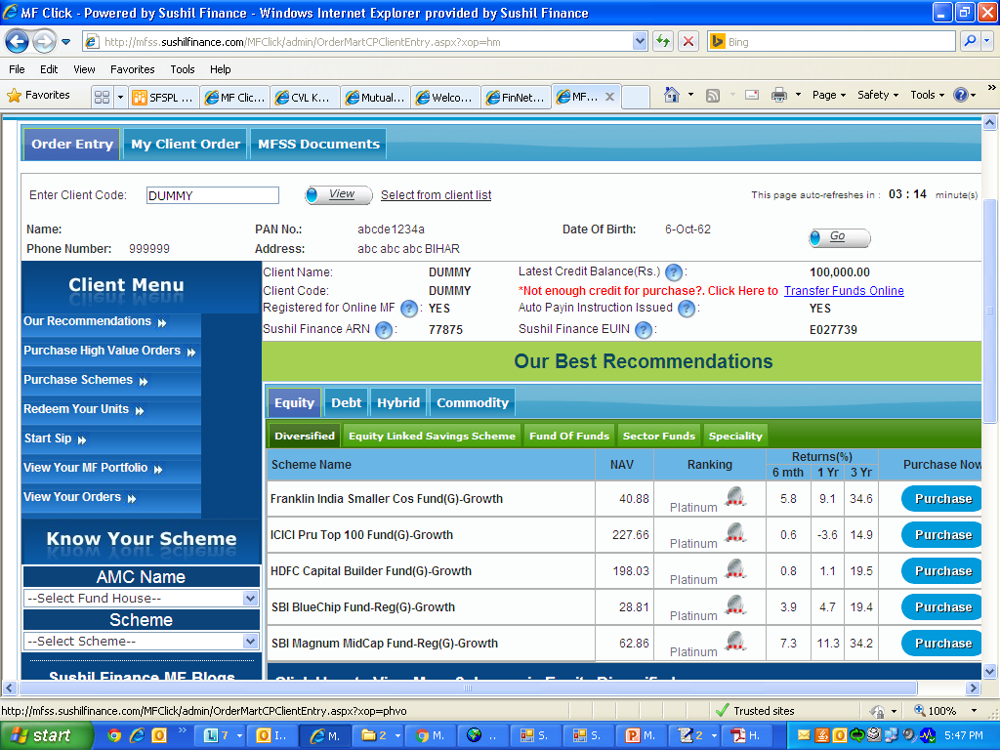 MF Click - Powered by Sushil Finance - Windows Internet Explorer provided by Sushil Finance
http://mfss.sushilfinance.com/MFClick/admin/OrderMartCPClientEntry.aspx?xop=hm
Bing
File Edit View Favorites Tools Help
Favorites SFSPL ... MF Clic... CVL K... Mutual... Welco... FinNet... MF... Page Safety Tools
Order Entry My Client Order MFSS Documents
Enter Client Code: DUMMY View Select from client list This page auto-refreshes in : 03 : 14 minute(s)
Name: PAN No.: abcde1234a Date Of Birth: 6-Oct-62
Phone Number: 999999 Address: abc abc abc BIHAR Go
Client Menu
Our Recommendations
Purchase High Value Orders
Purchase Schemes
Redeem Your Units
Start Sip
View Your MF Portfolio
View Your Orders
Know Your Scheme
AMC Name
--Select Fund House--
Scheme
--Select Scheme--
Sushil Finance MF Blogs
Client Name: DUMMY Latest Credit Balance(Rs.) ? : 100,000.00
Client Code: DUMMY *Not enough credit for purchase?. Click Here to Transfer Funds Online
Registered for Online MF ? : YES Auto Payin Instruction Issued ? : YES
Sushil Finance ARN ? : 77875 Sushil Finance EUIN ? : E027739
Our Best Recommendations
Equity Debt Hybrid Commodity
Diversified Equity Linked Savings Scheme Fund Of Funds Sector Funds Speciality
Scheme Name NAV Ranking Returns(%) Purchase Now
6 mth 1 Yr 3 Yr
Franklin India Smaller Cos Fund(G)-Growth 40.88 Platinum 5.8 9.1 34.6 Purchase
ICICI Pru Top 100 Fund(G)-Growth 227.66 Platinum 0.6 -3.6 14.9 Purchase
HDFC Capital Builder Fund(G)-Growth 198.03 Platinum 0.8 1.1 19.5 Purchase
SBI BlueChip Fund-Reg(G)-Growth 28.81 Platinum 3.9 4.7 19.4 Purchase
SBI Magnum MidCap Fund-Reg(G)-Growth 62.86 Platinum 7.3 11.3 34.2 Purchase
http://mfss.sushilfinance.com/MFClick/admin/OrderMartCPClientEntry.aspx?xop=phvo Trusted sites 100%
start 7 I... M. 2 M. .. S. S. M. 2 H. 5:47 PM